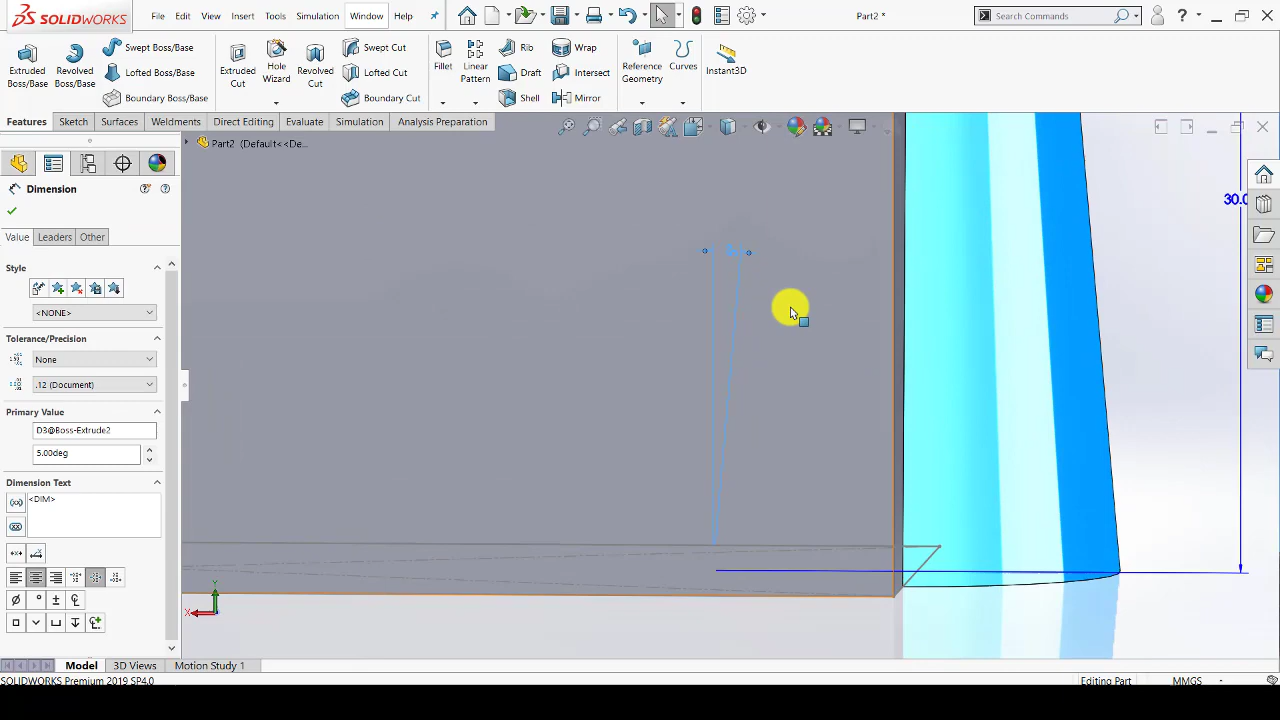 SOLIDWORKS
File Edit View Insert Tools Simulation Window Help
Part2 *
Search Commands
Extruded Boss/Base
Revolved Boss/Base
Swept Boss/Base
Lofted Boss/Base
Boundary Boss/Base
Extruded Cut
Hole Wizard
Revolved Cut
Swept Cut
Lofted Cut
Boundary Cut
Fillet
Linear Pattern
Rib
Draft
Shell
Wrap
Intersect
Mirror
Reference Geometry
Curves
Instant3D
Features Sketch Surfaces Weldments Direct Editing Evaluate Simulation Analysis Preparation
Part2 (Default<<De...
Dimension
Value Leaders Other
Style
<NONE>
Tolerance/Precision
None
.12 (Document)
Primary Value
D3@Boss-Extrude2
5.00deg
Dimension Text
<DIM>
30.0
Y
X
Model 3D Views Motion Study 1
SOLIDWORKS Premium 2019 SP4.0
Editing Part
MMGS